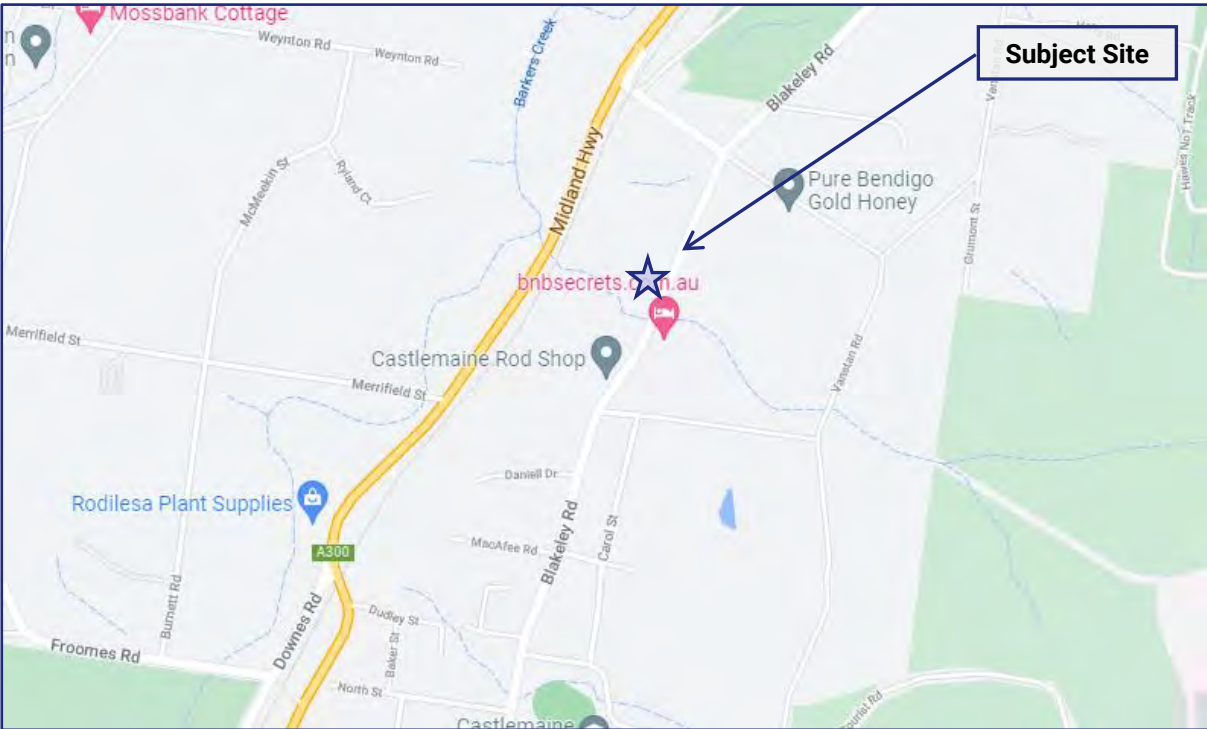 Mossbank Cottage
Weynton Rd
Weynton Rd
Barkers Creek
Blakeley Rd
Subject Site
Midland Hwy
McMeekin St
Ryland Ct
Pure Bendigo
Gold Honey
Hawes No7 Track
Grumont St
bnbsecrets.com.au
Merrifield St
Castlemaine Rod Shop
Vanstan Rd
Merrifield St
Daniell Dr
Rodilesa Plant Supplies
Blakeley Rd
Carol St
MacAfee Rd
A300
Burnett Rd
Downes Rd
Dudley St
Baker St
Froomes Rd
North St
Castlemaine